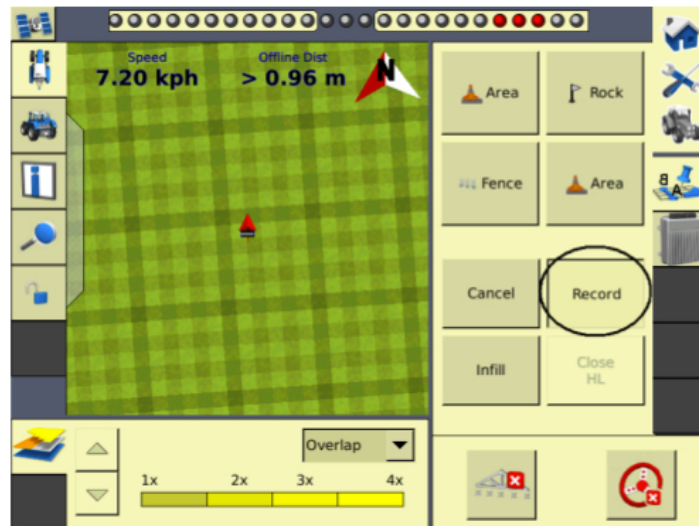 Speed
Offline Dist
7.20 kph
> 0.96 m
N
Area
Rock
Fence
Area
Cancel
Record
Infill
Close
HL
Overlap
1x 2x 3x 4x
B
A